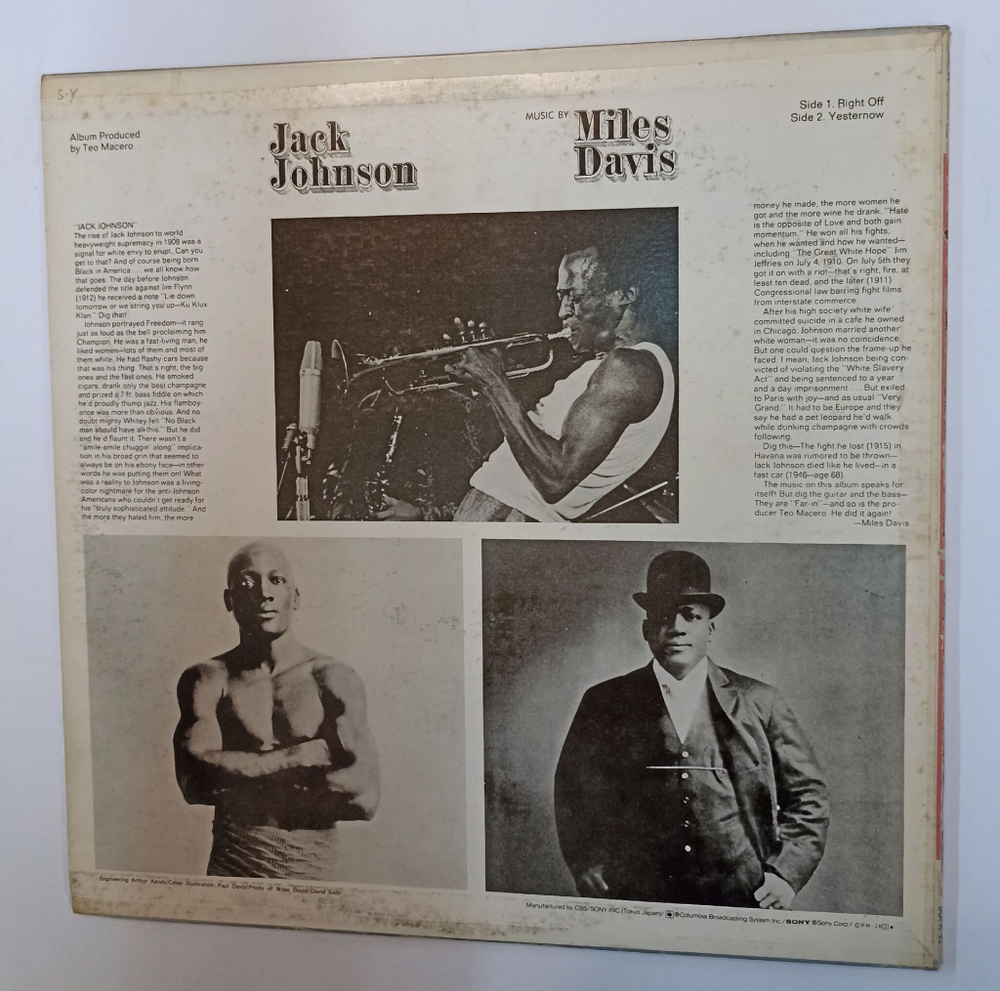 S-Y
Album Produced
by Teo Macero
Jack
Johnson
MUSIC BY Miles
Davis
Side 1. Right Off
Side 2. Yesternow
"JACK JOHNSON"
The rise of Jack Johnson to world
heavyweight supremacy in 1908 was a
signal for white envy to erupt. Can you
get to that? And of course being born
Black in America . . . we all know how
that goes. The day before Johnson
defended the title against Jim Flynn
(1912) he received a note "Lie down
tomorrow or we string you up—Ku Klux
Klan." Dig that!
Johnson portrayed Freedom—it rang
just as loud as the bell proclaiming him
Champion. He was a fast-living man, he
liked women—lots of them and most of
them white. He had flashy cars because
that was his thing. That's right, the big
ones and the fast ones. He smoked
cigars, drank only the best champagne
and prized a 7 ft. bass fiddle on which
he'd proudly thump jazz. His flamboy-
ance was more than obvious. And no
doubt mighty Whitey felt "No Black
man should have all this." But he did
and he'd flaunt it. There wasn't a
"smile-smile chuggin' along" implica-
tion in his broad grin that seemed to
always be on his ebony face—in other
words he was putting them on! What
was a reality to Johnson was a living-
color nightmare for the anti-Johnson
Americans who couldn't get ready for
his "truly sophisticated attitude." And
the more they hated him, the more
money he made, the more women he
got and the more wine he drank. "Hate
is the opposite of Love and both gain
momentum." He won all his fights,
when he wanted and how he wanted—
including "The Great White Hope" Jim
Jeffries on July 4, 1910. On July 5th they
got it on with a riot—that's right, fire, at
least ten dead, and the later (1911)
Congressional law barring fight films
from interstate commerce.
After his high society white wife
committed suicide in a cafe he owned
in Chicago, Johnson married another
white woman—it was no coincidence.
But one could question the frame-up he
faced. I mean, Jack Johnson being con-
victed of violating the "White Slavery
Act" and being sentenced to a year
and a day imprisonment . . . But exiled
to Paris with joy—and as usual "Very
Grand." It had to be Europe and they
say he had a pet leopard he'd walk
while drinking champagne with crowds
following.
Dig this—The fight he lost (1915) in
Havana was rumored to be thrown—
Jack Johnson died like he lived—in a
fast car (1946—age 68).
The music on this album speaks for
itself! But dig the guitar and the bass—
They are "Far-in"—and so is the pro-
ducer Teo Macero. He did it again!
—Miles Davis
Engineering: Arthur Kendy/Cover Illustration: Paul Davis/Photo of Miles Davis: David Gahr
Manufactured by CBS/SONY INC (Tokyo Japan)/ ®Columbia Broadcasting System Inc./ SONY ®Sony Corp./